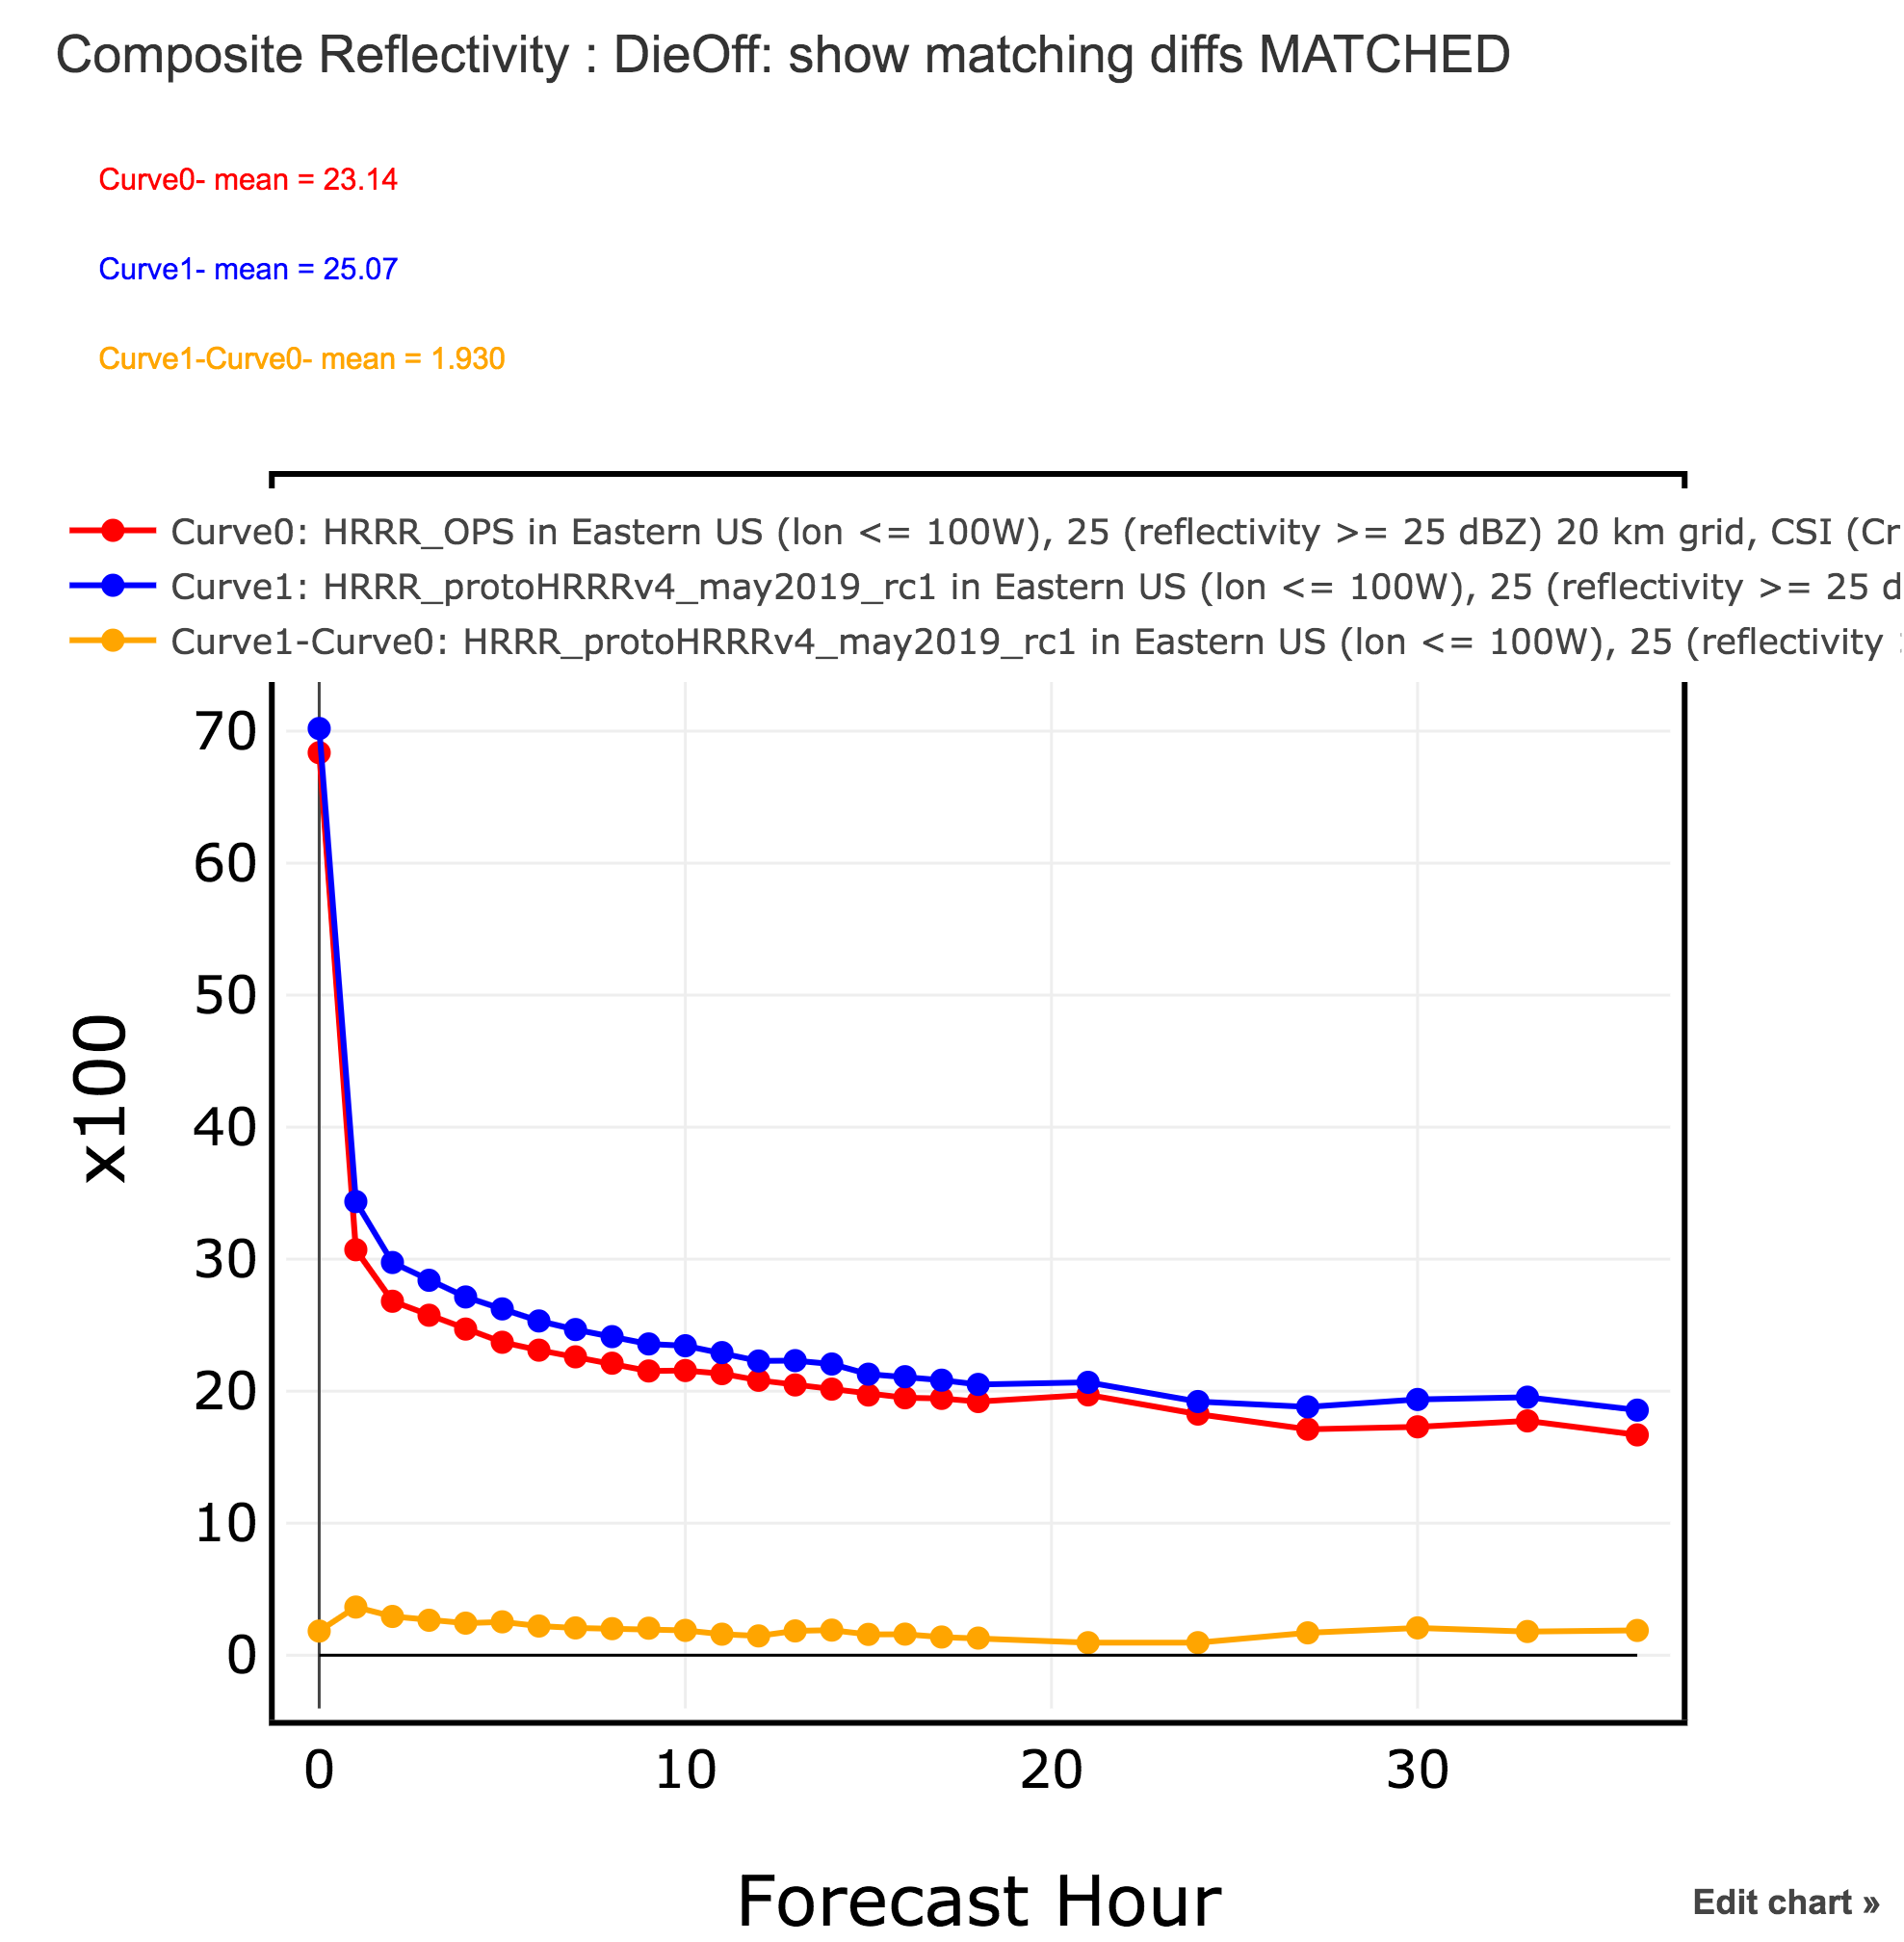 Composite Reflectivity : DieOff: show matching diffs MATCHED
Curve0- mean = 23.14
Curve1- mean = 25.07
Curve1-Curve0- mean = 1.930
Curve0: HRRR_OPS in Eastern US (lon <= 100W), 25 (reflectivity >= 25 dBZ) 20 km grid, CSI (Cr
Curve1: HRRR_protoHRRRv4_may2019_rc1 in Eastern US (lon <= 100W), 25 (reflectivity >= 25 d
Curve1-Curve0: HRRR_protoHRRRv4_may2019_rc1 in Eastern US (lon <= 100W), 25 (reflectivity
70
60
50
40
30
20
10
0
x100
0 10 20 30
Forecast Hour
Edit chart »